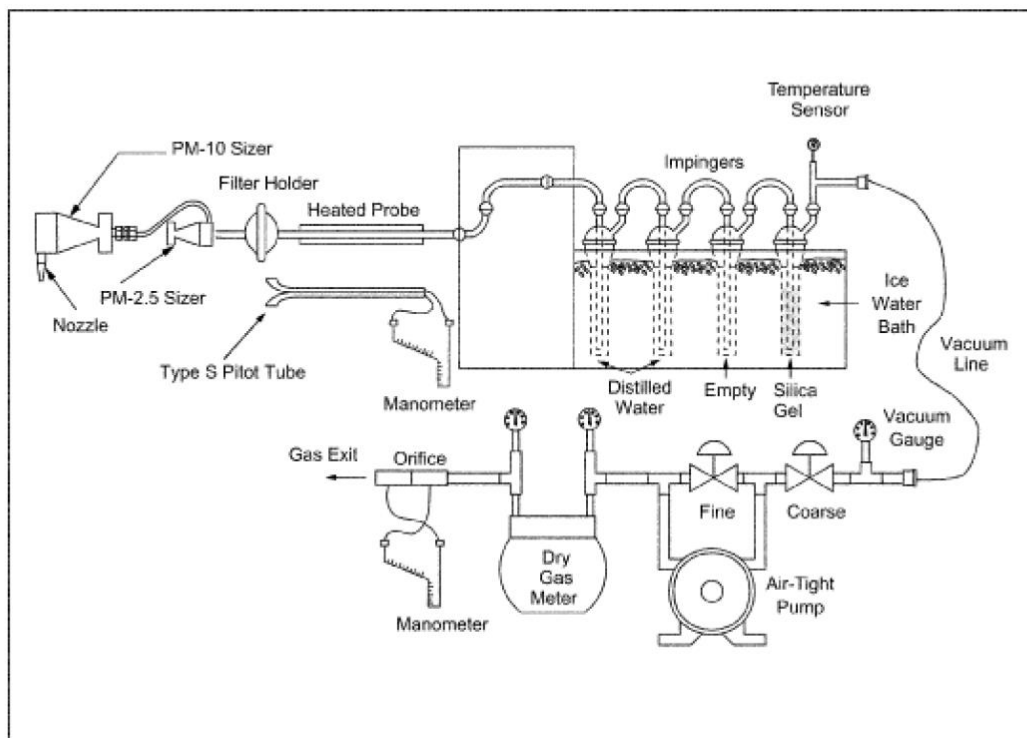 Temperature
Sensor
PM-10 Sizer
Impingers
Filter Holder
Heated Probe
PM-2.5 Sizer
Nozzle
Ice
Water
Bath
Type S Pitot Tube
Vacuum
Line
Distilled
Water
Empty
Silica
Gel
Manometer
Vacuum
Gauge
Gas Exit
Orifice
Fine
Coarse
Dry
Gas
Meter
Air-Tight
Pump
Manometer